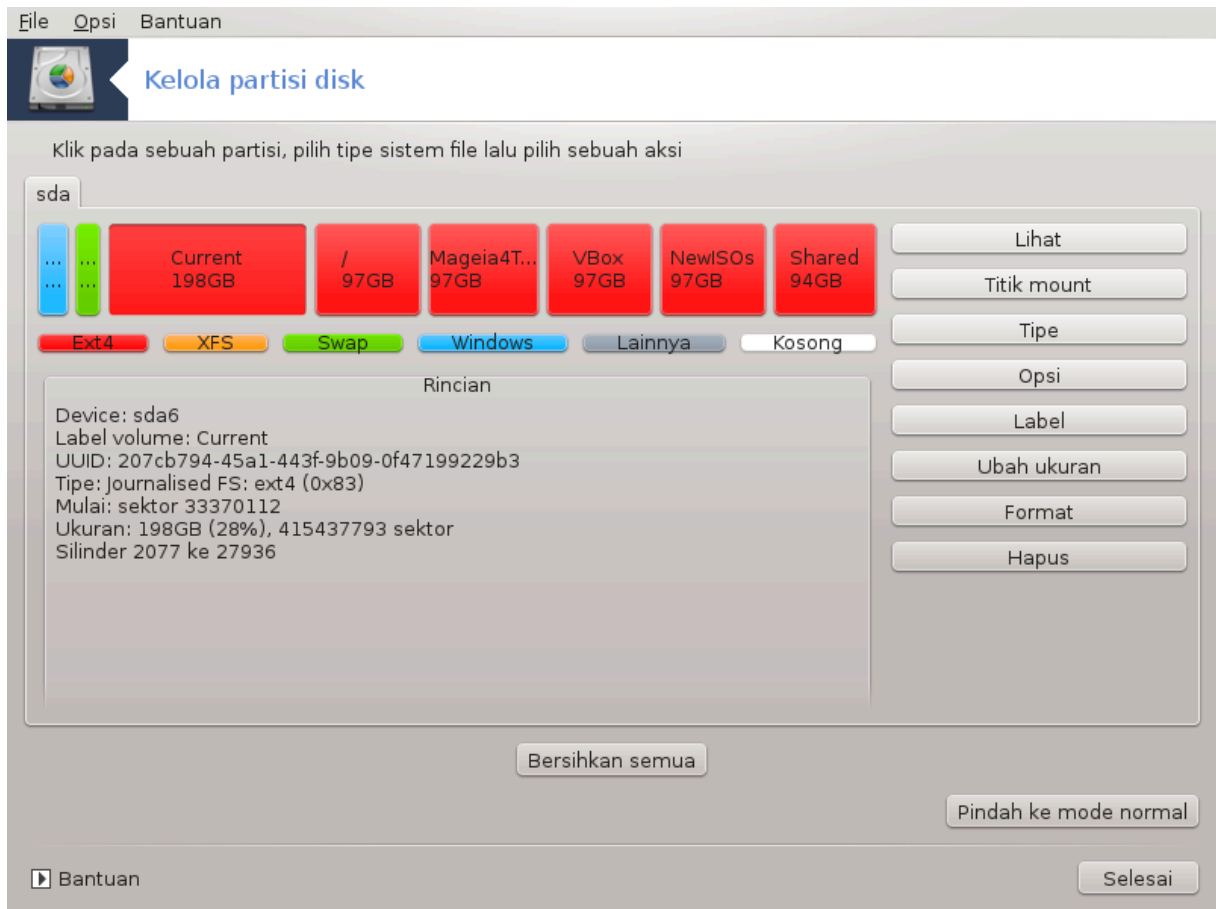 File Opsi Bantuan
Kelola partisi disk
Klik pada sebuah partisi, pilih tipe sistem file lalu pilih sebuah aksi
sda
... ... Current / Mageia4T... VBox NewISOs Shared
... ... 198GB 97GB 97GB 97GB 97GB 94GB
Ext4 XFS Swap Windows Lainnya Kosong
Rincian
Device: sda6
Label volume: Current
UUID: 207cb794-45a1-443f-9b09-0f47199229b3
Tipe: Journalised FS: ext4 (0x83)
Mulai: sektor 33370112
Ukuran: 198GB (28%), 415437793 sektor
Silinder 2077 ke 27936
Lihat
Titik mount
Tipe
Opsi
Label
Ubah ukuran
Format
Hapus
Bersihkan semua
Pindah ke mode normal
Bantuan
Selesai